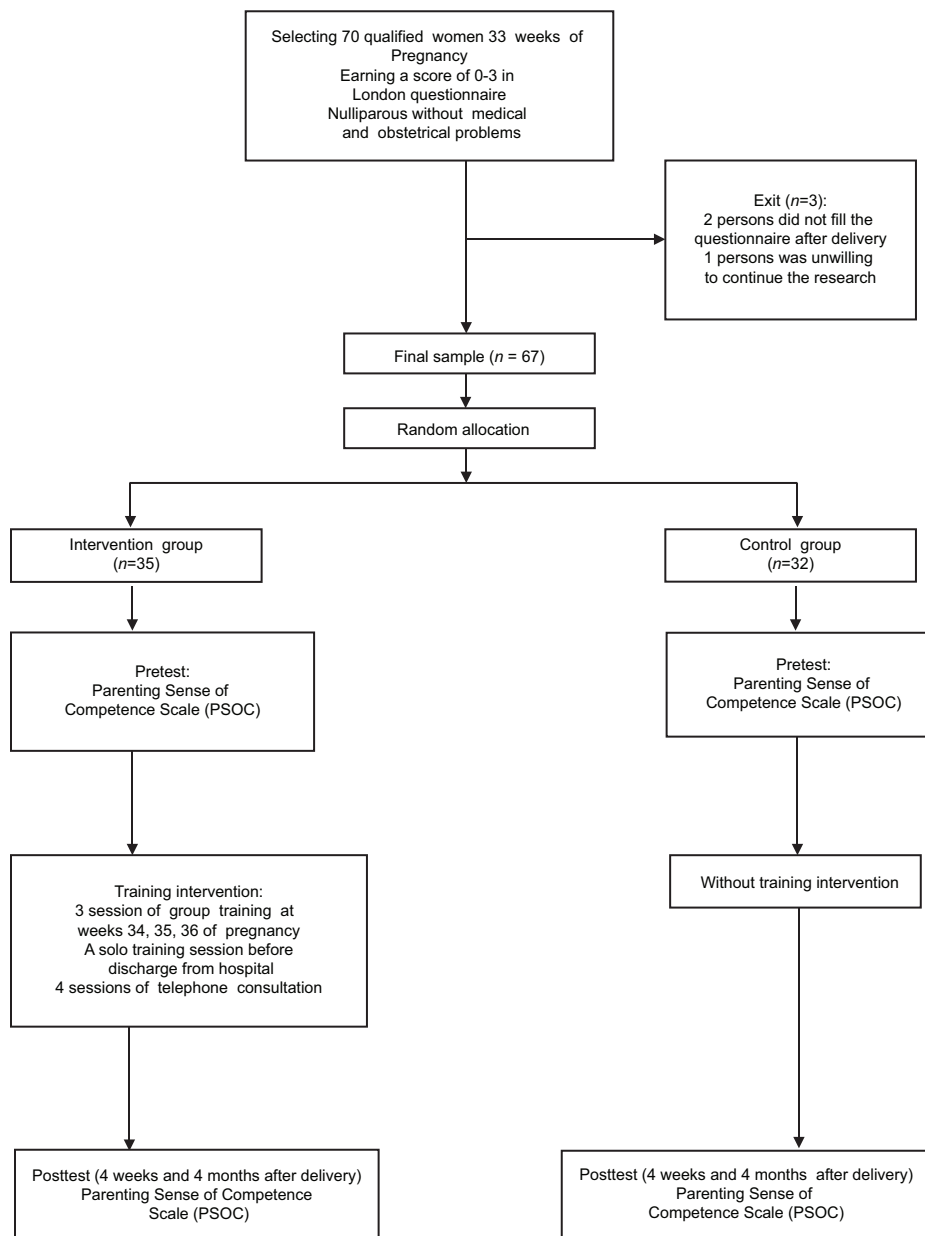 Selecting 70 qualified women 33 weeks of
Pregnancy
Earning a score of 0-3 in
London questionnaire
Nulliparous without medical
and obstetrical problems
Exit (n=3):
2 persons did not fill the
questionnaire after delivery
1 persons was unwilling
to continue the research
Final sample (n = 67)
Random allocation
Intervention group
(n=35)
Control group
(n=32)
Pretest:
Parenting Sense of
Competence Scale (PSOC)
Pretest:
Parenting Sense of
Competence Scale (PSOC)
Training intervention:
3 session of group training at
weeks 34, 35, 36 of pregnancy
A solo training session before
discharge from hospital
4 sessions of telephone consultation
Without training intervention
Posttest (4 weeks and 4 months after delivery)
Parenting Sense of Competence
Scale (PSOC)
Posttest (4 weeks and 4 months after delivery)
Parenting Sense of
Competence Scale (PSOC)